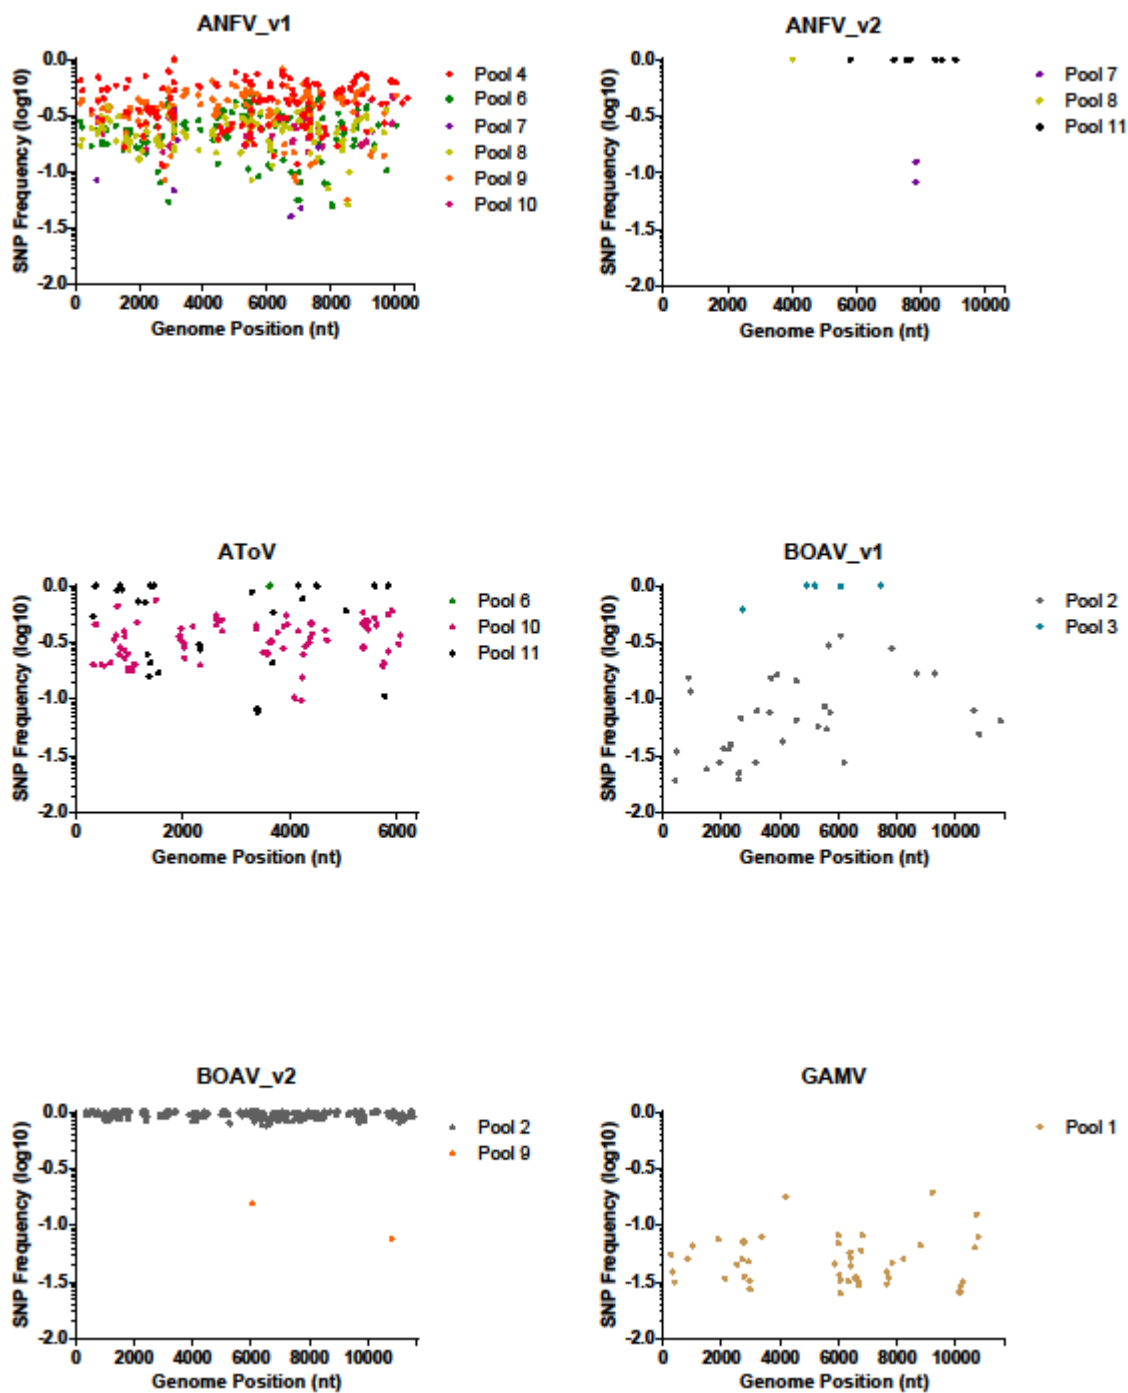 ANFV_v1
SNP Frequency (log10)
0.0
-0.5
-1.0
-1.5
-2.0
0 2000 4000 6000 8000 10000
Genome Position (nt)
Pool 4
Pool 6
Pool 7
Pool 8
Pool 9
Pool 10
ANFV_v2
SNP Frequency (log10)
0.0
-0.5
-1.0
-1.5
-2.0
0 2000 4000 6000 8000 10000
Genome Position (nt)
Pool 7
Pool 8
Pool 11
AToV
SNP Frequency (log10)
0.0
-0.5
-1.0
-1.5
-2.0
0 2000 4000 6000
Genome Position (nt)
Pool 6
Pool 10
Pool 11
BOAV_v1
SNP Frequency (log10)
0.0
-0.5
-1.0
-1.5
-2.0
0 2000 4000 6000 8000 10000
Genome Position (nt)
Pool 2
Pool 3
BOAV_v2
SNP Frequency (log10)
0.0
-0.5
-1.0
-1.5
-2.0
0 2000 4000 6000 8000 10000
Genome Position (nt)
Pool 2
Pool 9
GAMV
SNP Frequency (log10)
0.0
-0.5
-1.0
-1.5
-2.0
0 2000 4000 6000 8000 10000
Genome Position (nt)
Pool 1